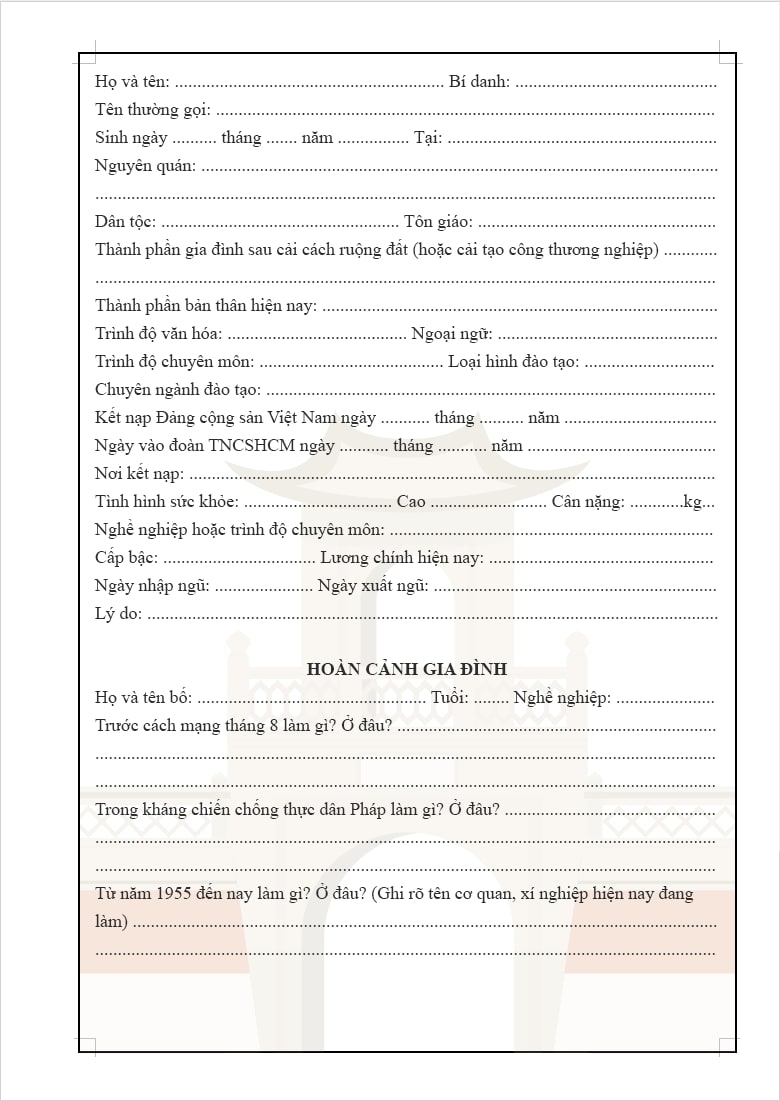 Họ và tên: ............................................................ Bí danh: .............................................
Tên thường gọi: ...............................................................................................................
Sinh ngày .......... tháng ....... năm ................ Tại: ............................................................
Nguyên quán: ...................................................................................................................
..........................................................................................................................................
Dân tộc: ..................................................... Tôn giáo: .....................................................
Thành phần gia đình sau cải cách ruộng đất (hoặc cải tạo công thương nghiệp) ............
..........................................................................................................................................
Thành phần bản thân hiện nay: ........................................................................................
Trình độ văn hóa: ........................................ Ngoại ngữ: .................................................
Trình độ chuyên môn: ......................................... Loại hình đào tạo: .............................
Chuyên ngành đào tạo: ....................................................................................................
Kết nạp Đảng cộng sản Việt Nam ngày ........... tháng .......... năm ..................................
Ngày vào đoàn TNCSHCM ngày ........... tháng ........... năm ..........................................
Nơi kết nạp: .....................................................................................................................
Tình hình sức khỏe: ................................. Cao .......................... Cân nặng: ............kg...
Nghề nghiệp hoặc trình độ chuyên môn: ........................................................................
Cấp bậc: .................................. Lương chính hiện nay: ..................................................
Ngày nhập ngũ: ...................... Ngày xuất ngũ: ...............................................................
Lý do: ...............................................................................................................................
HOÀN CẢNH GIA ĐÌNH
Họ và tên bố: ................................................... Tuổi: ........ Nghề nghiệp: ......................
Trước cách mạng tháng 8 làm gì? Ở đâu? .......................................................................
..........................................................................................................................................
..........................................................................................................................................
Trong kháng chiến chống thực dân Pháp làm gì? Ở đâu? ...............................................
..........................................................................................................................................
..........................................................................................................................................
Từ năm 1955 đến nay làm gì? Ở đâu? (Ghi rõ tên cơ quan, xí nghiệp hiện nay đang
làm) ..................................................................................................................................
..........................................................................................................................................